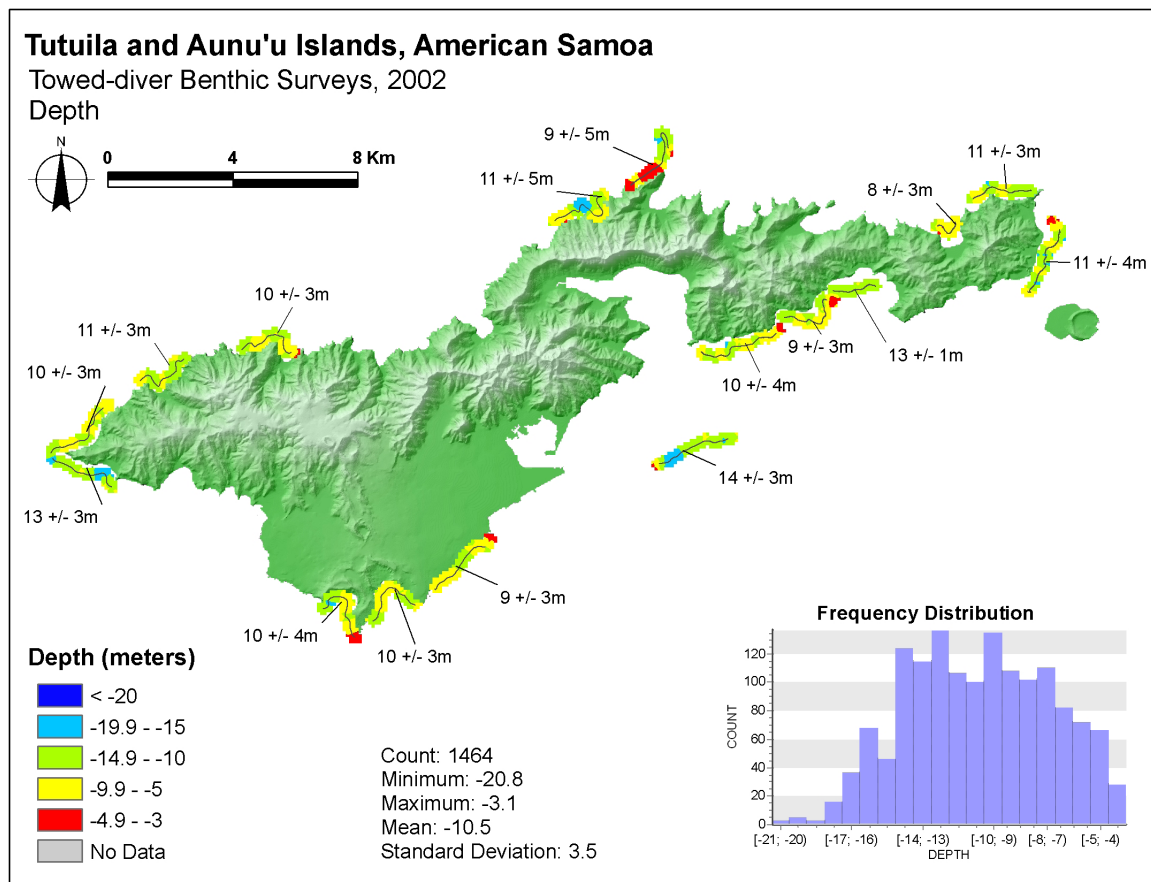 Tutuila and Aunu'u Islands, American Samoa
Towed-diver Benthic Surveys, 2002
Depth
N
0 4 8 Km
9 +/- 5m
11 +/- 5m
11 +/- 3m
8 +/- 3m
11 +/- 4m
10 +/- 3m
11 +/- 3m
10 +/- 3m
13 +/- 1m
9 +/- 3m
10 +/- 4m
14 +/- 3m
13 +/- 3m
9 +/- 3m
10 +/- 4m
10 +/- 3m
Depth (meters)
< -20
-19.9 - -15
-14.9 - -10
-9.9 - -5
-4.9 - -3
No Data
Count: 1464
Minimum: -20.8
Maximum: -3.1
Mean: -10.5
Standard Deviation: 3.5
Frequency Distribution
120
100
80
60
40
20
0
COUNT
[-21; -20) [-17; -16) [-14; -13) [-10; -9) [-8; -7) [-5; -4)
DEPTH